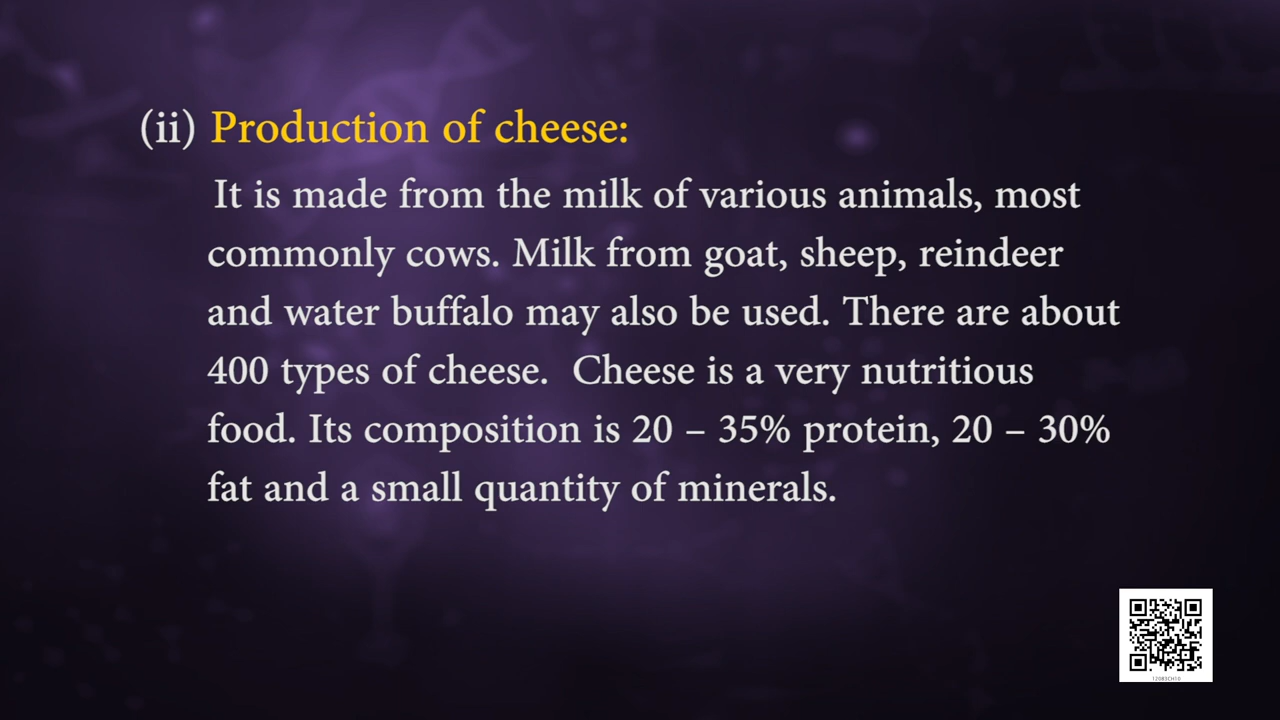 (ii) Production of cheese:
It is made from the milk of various animals, most
commonly cows. Milk from goat, sheep, reindeer
and water buffalo may also be used. There are about
400 types of cheese.  Cheese is a very nutritious
food. Its composition is 20 – 35% protein, 20 – 30%
fat and a small quantity of minerals.